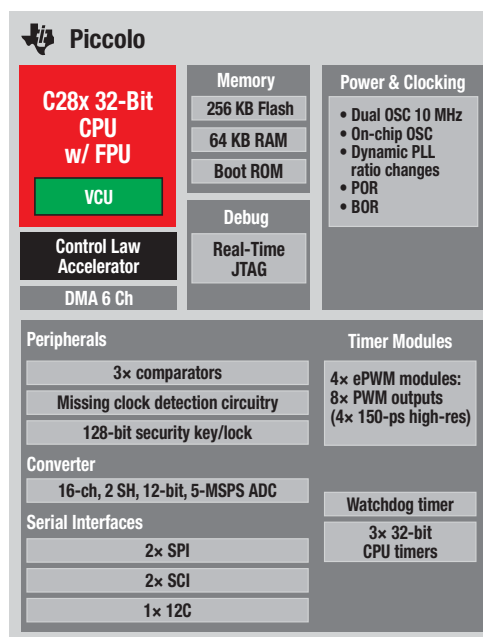 Piccolo
C28x 32-Bit
CPU
w/ FPU
VCU
Control Law
Accelerator
DMA 6 Ch
Memory
256 KB Flash
64 KB RAM
Boot ROM
Debug
Real-Time
JTAG
Power & Clocking
• Dual OSC 10 MHz
• On-chip OSC
• Dynamic PLL
ratio changes
• POR
• BOR
Peripherals
3× comparators
Missing clock detection circuitry
128-bit security key/lock
Converter
16-ch, 2 SH, 12-bit, 5-MSPS ADC
Serial Interfaces
2× SPI
2× SCI
1× 12C
Timer Modules
4× ePWM modules:
8× PWM outputs
(4× 150-ps high-res)
Watchdog timer
3× 32-bit
CPU timers